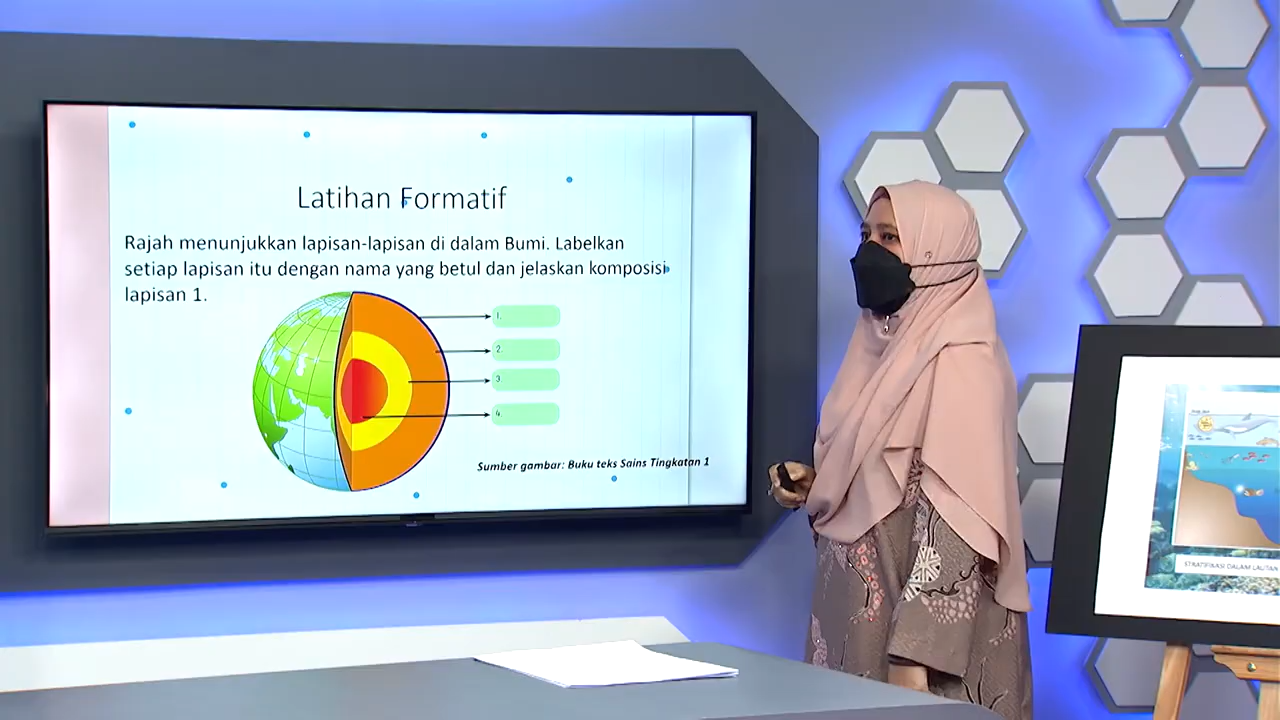 Latihan Formatif
Rajah menunjukkan lapisan-lapisan di dalam Bumi. Labelkan
setiap lapisan itu dengan nama yang betul dan jelaskan komposisi
lapisan 1.
1.
2.
3
4.
Sumber gambar: Buku teks Sains Tingkatan 1
STRATIFIKASI DALAM LAUTAN